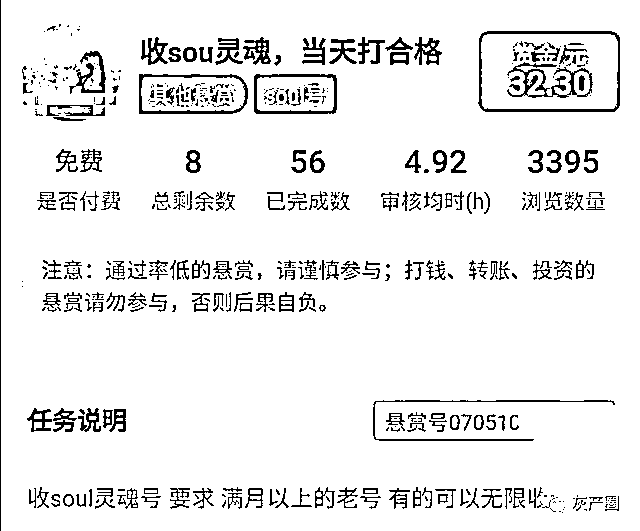 收sou灵魂，当天打合格
赏金/元
32.30
其他悬赏 soul号
免费 8 56 4.92 3395
是否付费 总剩余数 已完成数 审核均时(h) 浏览数量
注意：通过率低的悬赏，请谨慎参与；打钱、转账、投资的
悬赏请勿参与，否则后果自负。
任务说明
悬赏号07051
收soul灵魂号 要求 满月以上的老号 有的可以无限收
灰产圈